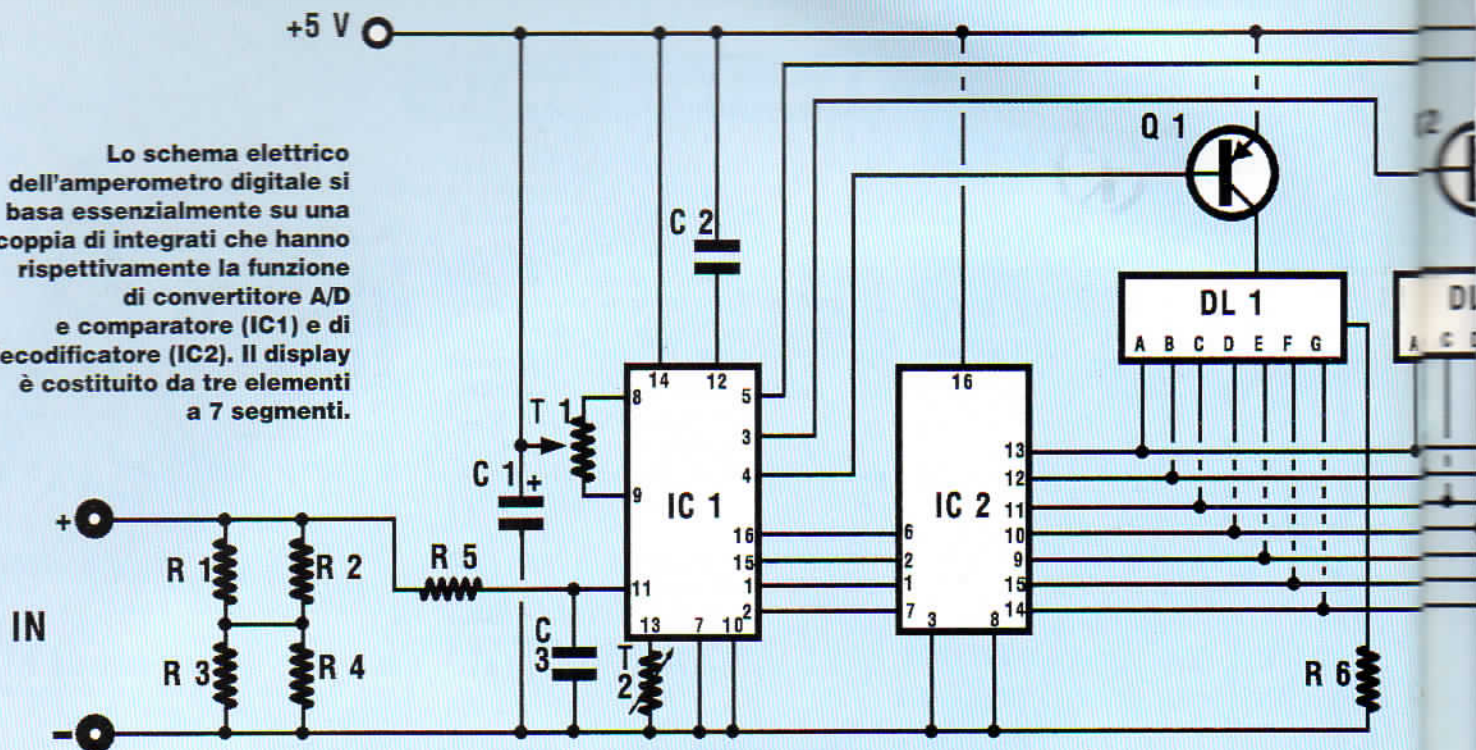 +5 V
Lo schema elettrico
dell'amperometro digitale si
basa essenzialmente su una
coppia di integrati che hanno
rispettivamente la funzione
di convertitore A/D
e comparatore (IC1) e di
ecodificatore (IC2). Il display
è costituito da tre elementi
a 7 segmenti.
Q 1
2
C 2
DL 1
A B C D E F G
DL
A C D
14 12
8
5
T 1
3
4
C 1 +
9
IC 1
16
15
1
2
11
13 7 10
16
IC 2
13
12
11
10
9
15
14
6
2
1
7
3 8
+
R 1
R 2
R 5
IN
R 3
R 4
C 3
T 2
R 6
-